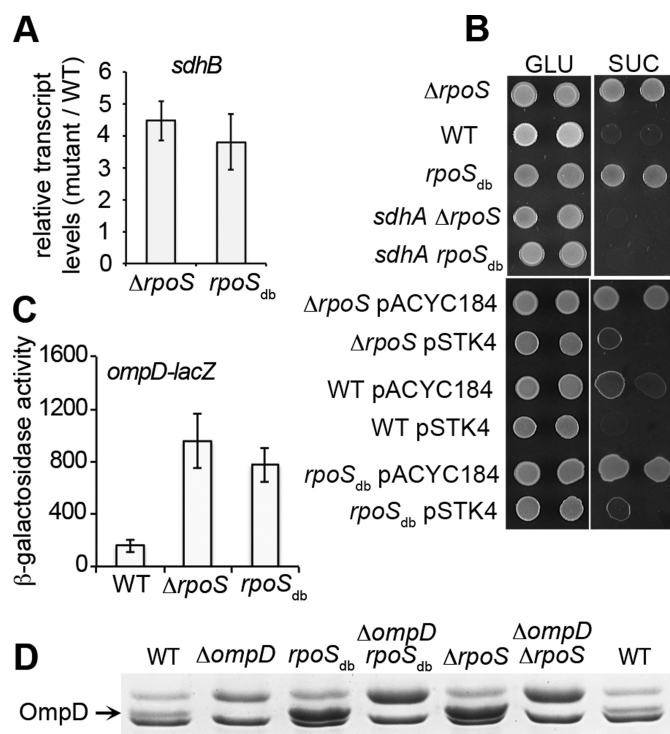 A
sdhB
relative transcript
levels (mutant / WT)
6
5
4
3
2
1
0
ΔrpoS rpoSdb
B
GLU SUC
ΔrpoS
WT
rpoSdb
sdhA ΔrpoS
sdhA rpoSdb
ΔrpoS pACYC184
ΔrpoS pSTK4
WT pACYC184
WT pSTK4
rpoSdb pACYC184
rpoSdb pSTK4
C
ompD-lacZ
β-galactosidase activity
1600
1200
800
400
0
WT ΔrpoS rpoSdb
D
WT ΔompD rpoSdb ΔompD rpoSdb ΔrpoS ΔompD ΔrpoS WT
OmpD